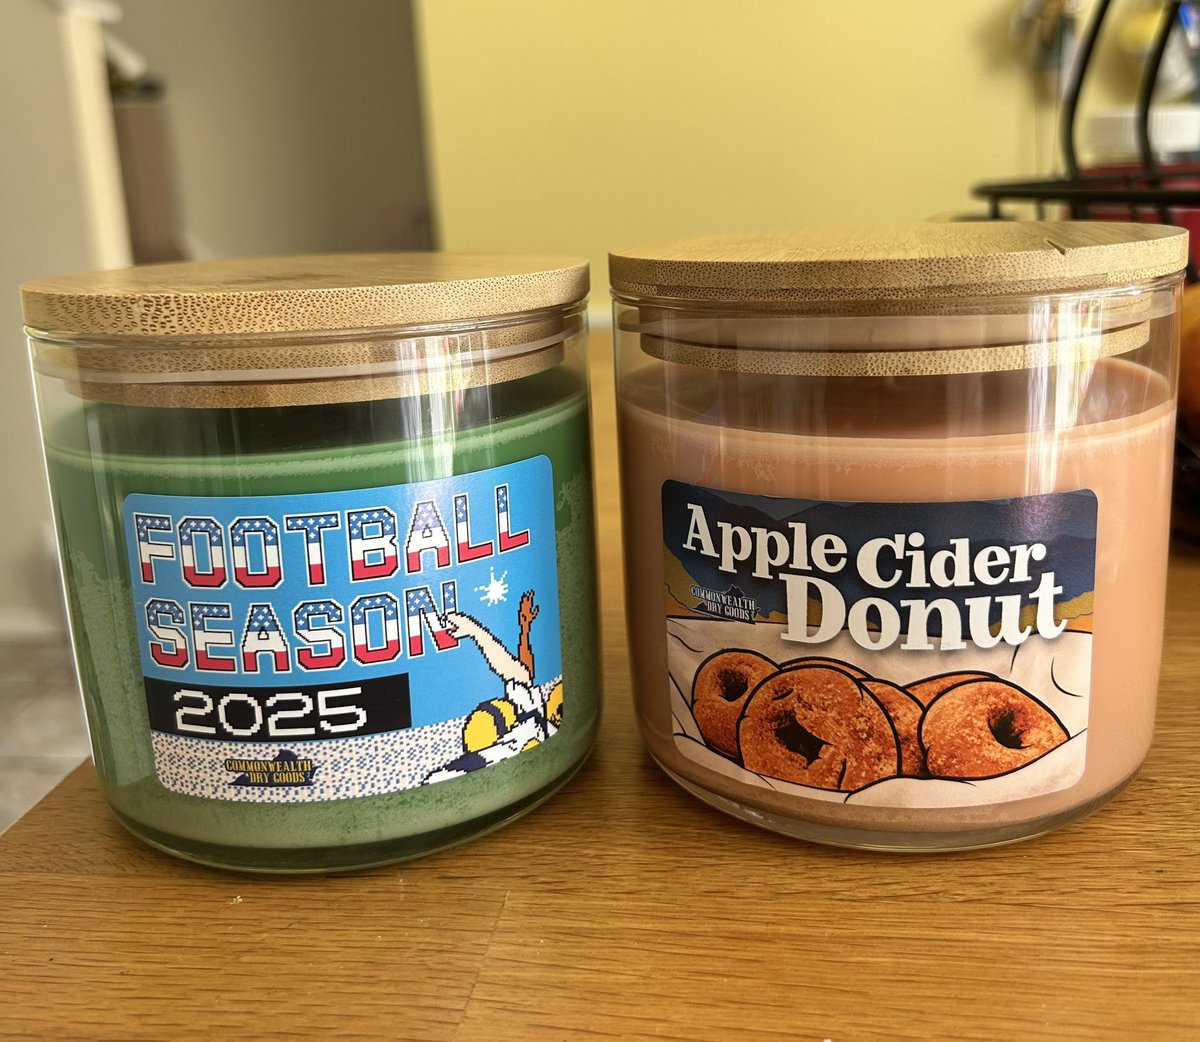 FOOTBALL
SEASON
2025
COMMONWEALTH
DRY GOODS
Apple Cider
Donut
COMMONWEALTH
DRY GOODS